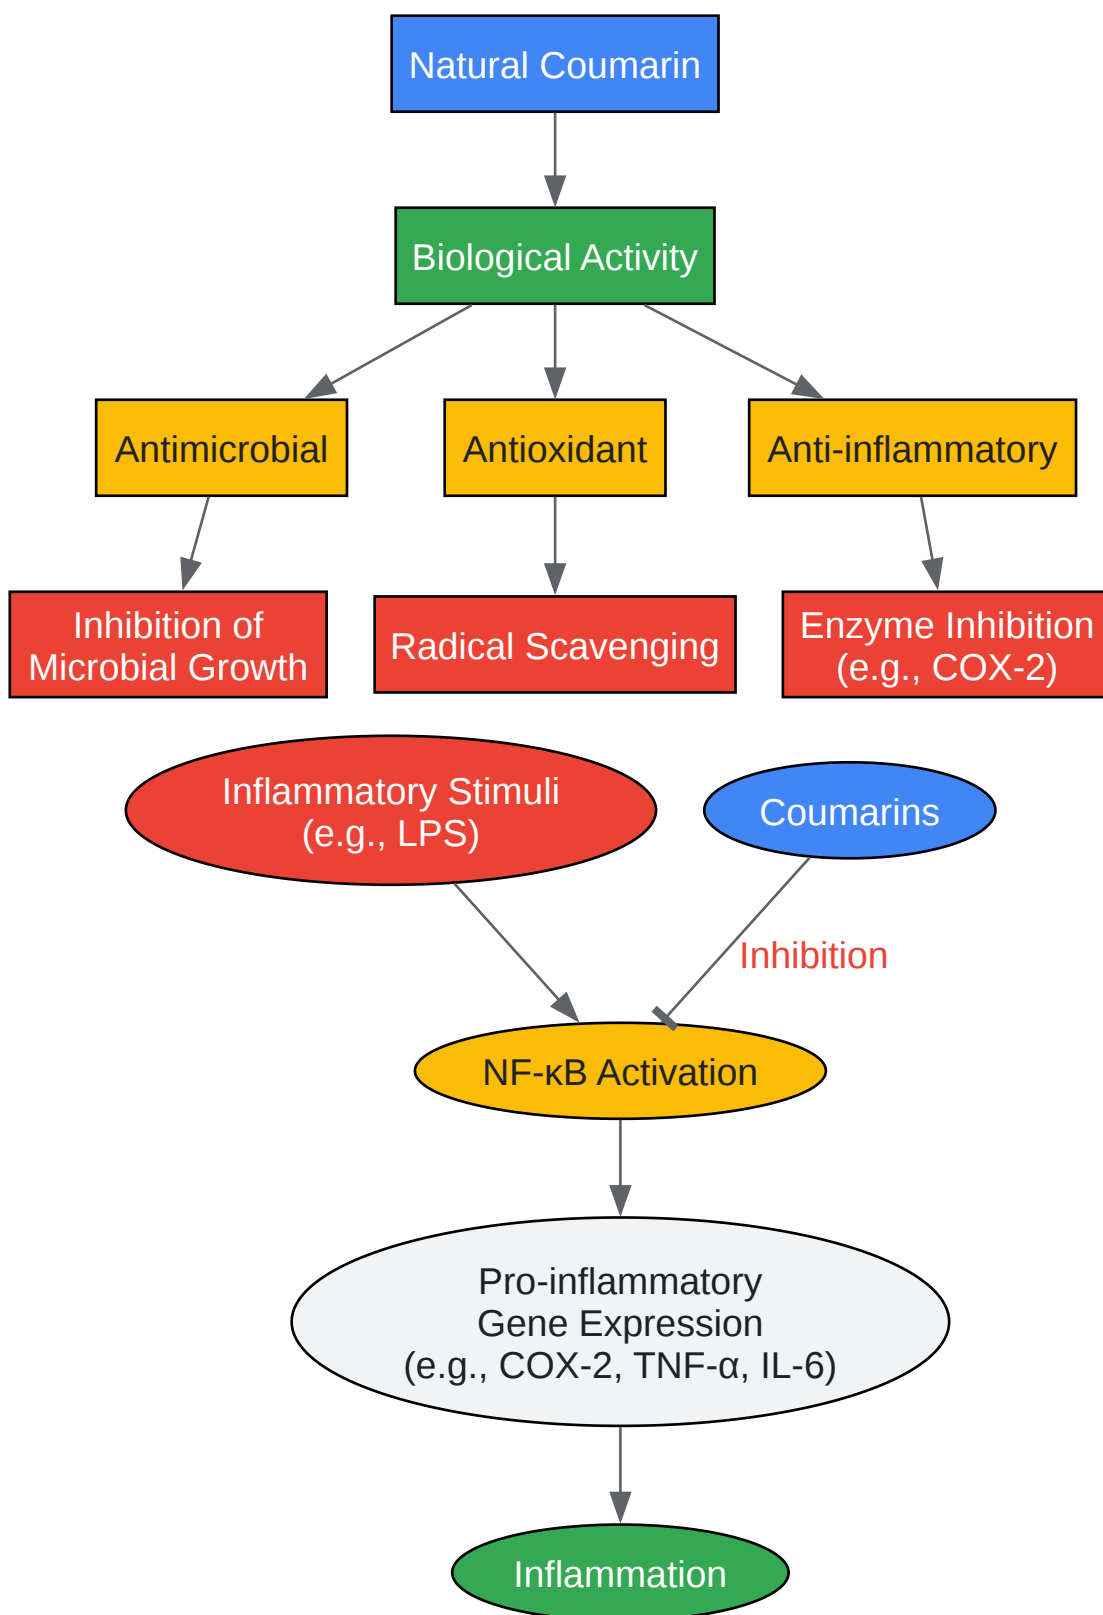 Natural Coumarin
Biological Activity
Antimicrobial
Antioxidant
Anti-inflammatory
Inhibition of
Microbial Growth
Radical Scavenging
Enzyme Inhibition
(e.g., COX-2)
Inflammatory Stimuli
(e.g., LPS)
Coumarins
Inhibition
NF-κB Activation
Pro-inflammatory
Gene Expression
(e.g., COX-2, TNF-α, IL-6)
Inflammation